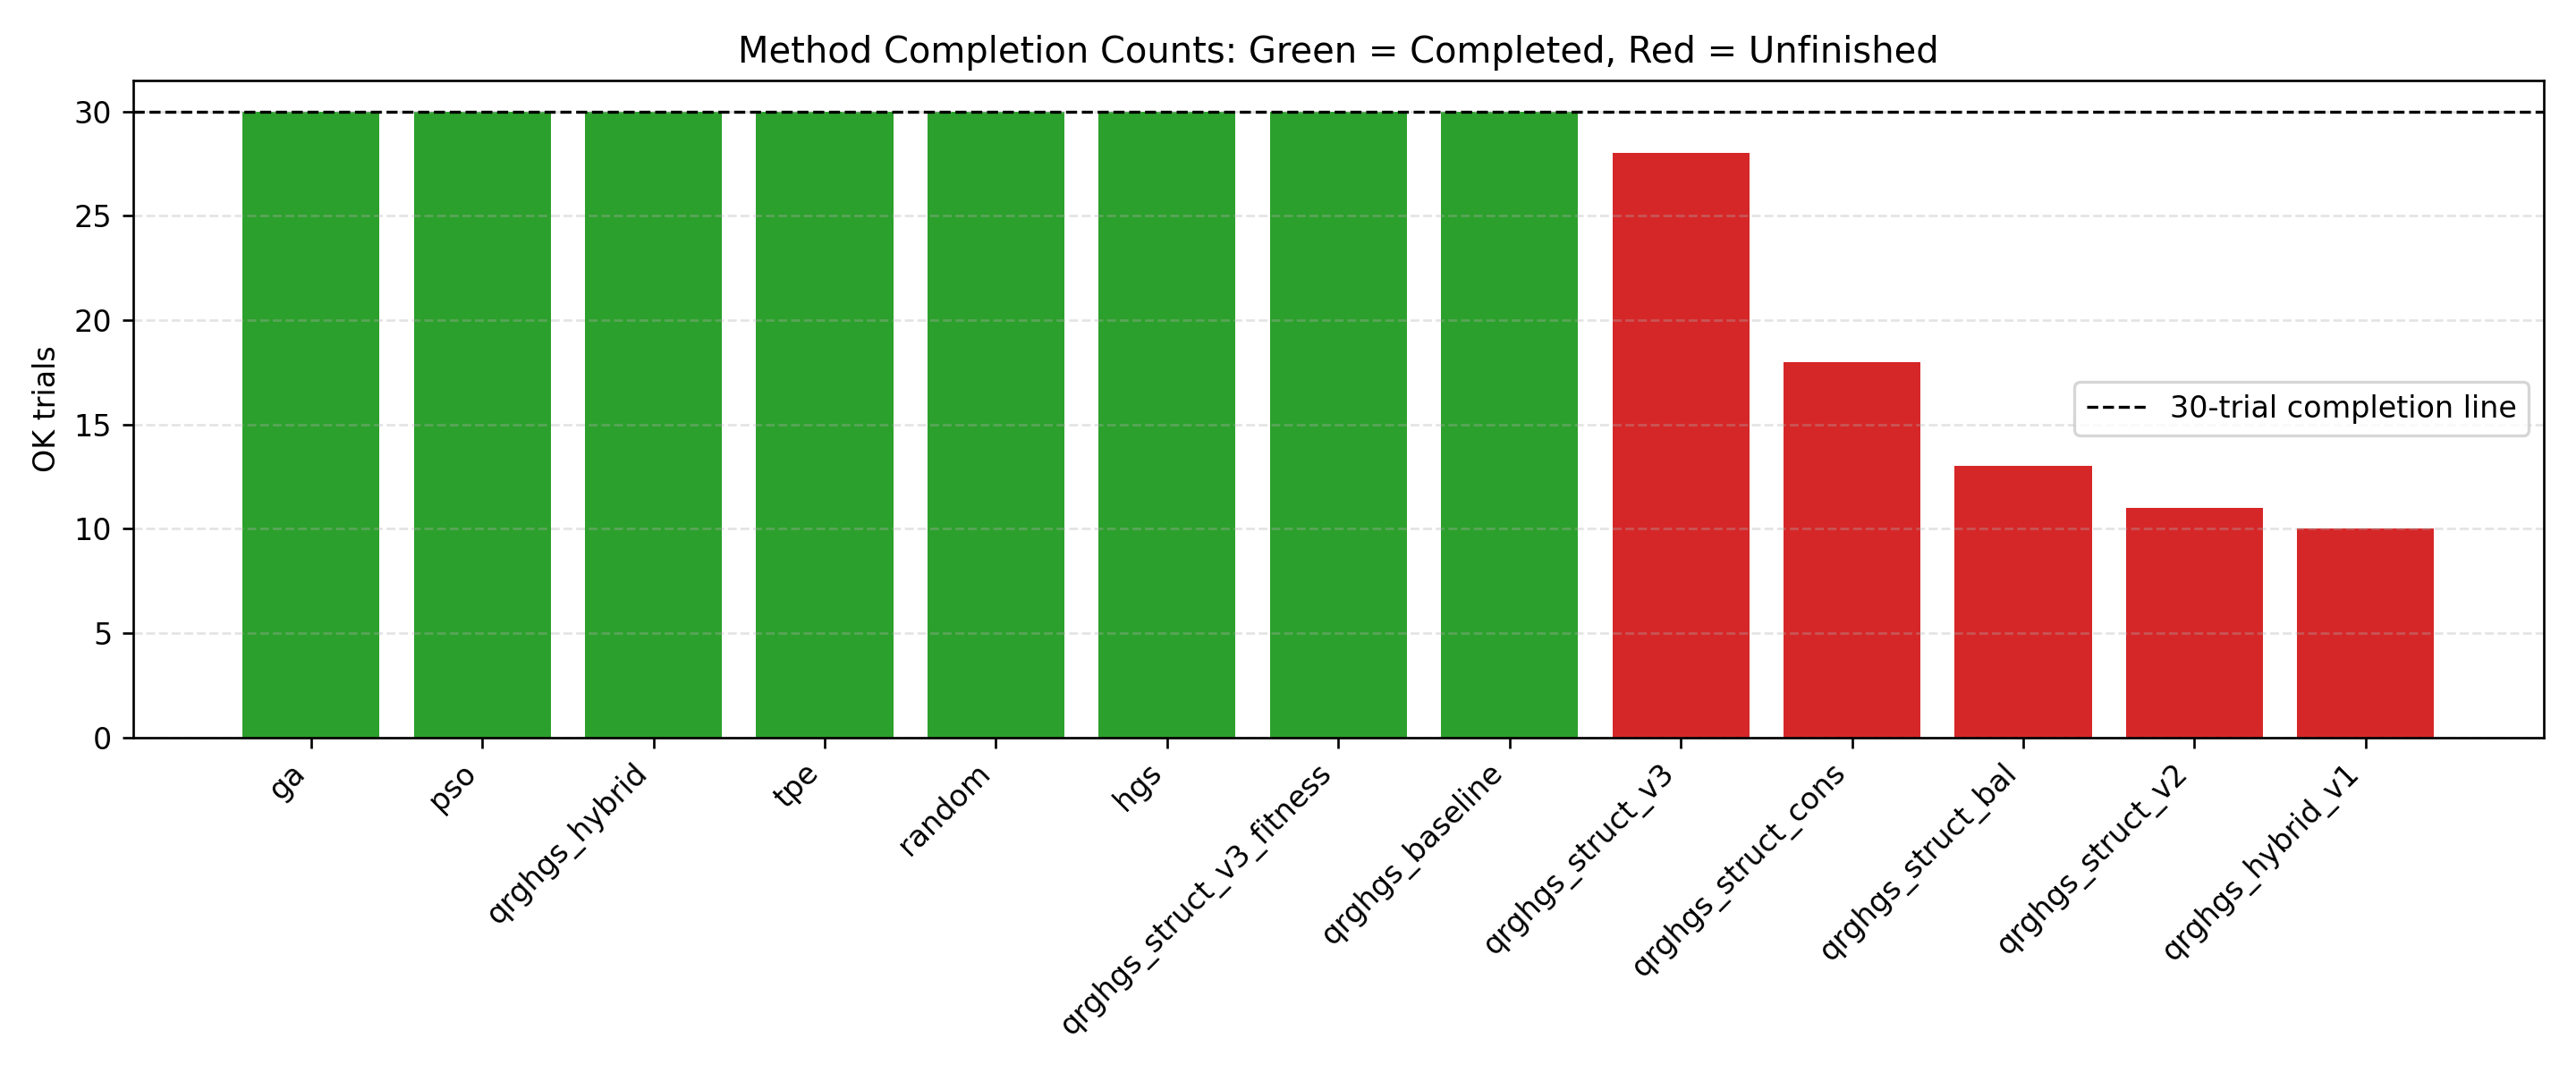 Method Completion Counts: Green = Completed, Red = Unfinished
OK trials
30
25
20
15
10
5
0
30-trial completion line
ga
pso
qrghgs_hybrid
tpe
random
hgs
qrghgs_struct_v3_fitness
qrghgs_baseline
qrghgs_struct_v3
qrghgs_struct_cons
qrghgs_struct_bal
qrghgs_struct_v2
qrghgs_hybrid_v1